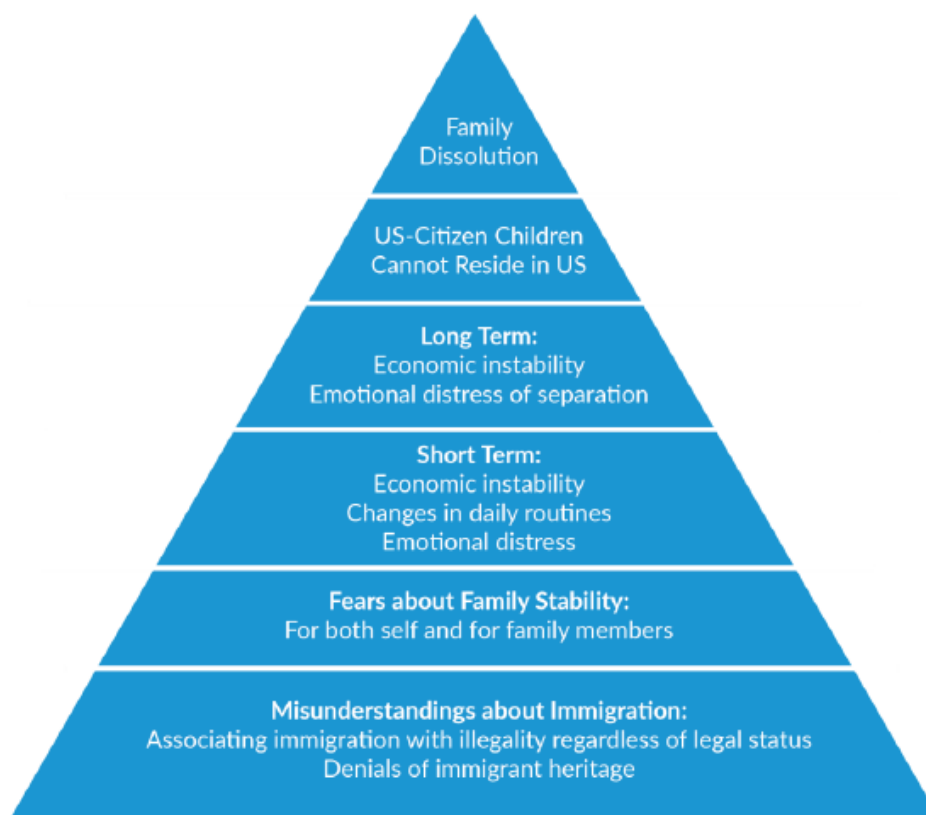 Family
Dissolution
US-Citizen Children
Cannot Reside in US
Long Term:
Economic instability
Emotional distress of separation
Short Term:
Economic instability
Changes in daily routines
Emotional distress
Fears about Family Stability:
For both self and for family members
Misunderstandings about Immigration:
Associating immigration with illegality regardless of legal status
Denials of immigrant heritage